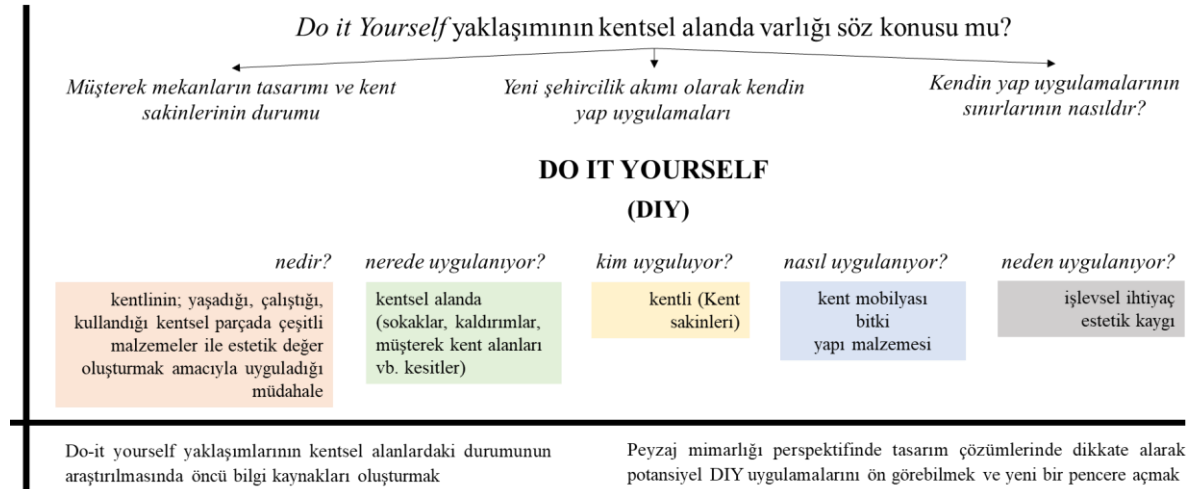 Do it Yourself yaklaşımının kentsel alanda varlığı söz konusu mu?
Müşterek mekanların tasarımı ve kent
sakinlerinin durumu
Yeni şehircilik akımı olarak kendin
yap uygulamaları
Kendin yap uygulamalarının
sınırlarının nasıldır?
DO IT YOURSELF
(DIY)
nedir?
kentlinin; yaşadığı, çalıştığı,
kullandığı kentsel parçada çeşitli
malzemeler ile estetik değer
oluşturmak amacıyla uyguladığı
müdahale
nerede uygulanıyor?
kentsel alanda
(sokaklar, kaldırımlar,
müşterek kent alanları
vb. kesitler)
kim uyguluyor?
kentli (Kent
sakinleri)
nasıl uygulanıyor?
kent mobilyası
bitki
yapı malzemesi
neden uygulanıyor?
işlevsel ihtiyaç
estetik kaygı
Do-it yourself yaklaşımlarının kentsel alanlardaki durumunun
araştırılmasında öncü bilgi kaynakları oluşturmak
Peyzaj mimarlığı perspektifinde tasarım çözümlerinde dikkate alarak
potansiyel DIY uygulamalarını ön görebilmek ve yeni bir pencere açmak